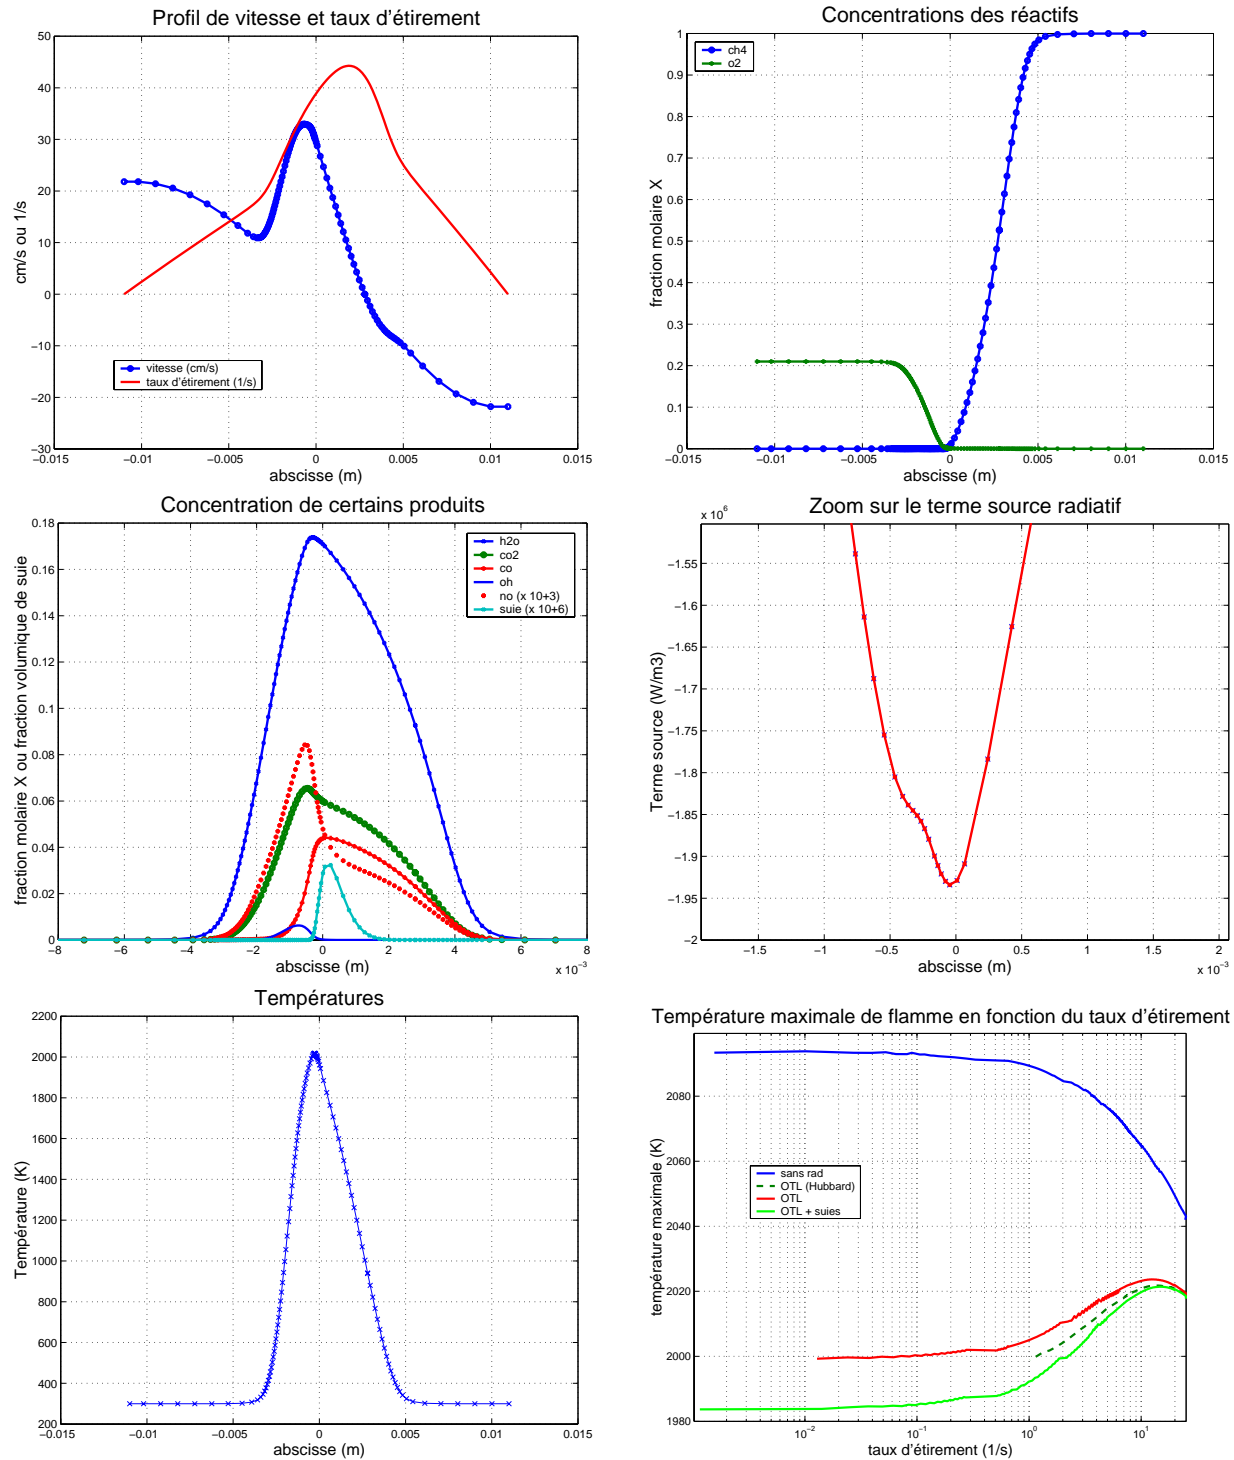 Profil de vitesse et taux d'étirement
cm/s ou 1/s
50
40
30
20
10
0
−10
−20
−30
vitesse (cm/s)
taux d'étirement (1/s)
−0.015 −0.01 −0.005 0 0.005 0.01 0.015
abscisse (m)
Concentrations des réactifs
fraction molaire X
1
0.9
0.8
0.7
0.6
0.5
0.4
0.3
0.2
0.1
0
ch4
o2
−0.015 −0.01 −0.005 0 0.005 0.01 0.015
abscisse (m)
Concentration de certains produits
fraction molaire X ou fraction volumique de suie
0.18
0.16
0.14
0.12
0.1
0.08
0.06
0.04
0.02
0
h2o
co2
co
oh
no (x 10+3)
suie (x 10+6)
−8 −6 −4 −2 0 2 4 6 8
abscisse (m)
x 10−3
Zoom sur le terme source radiatif
x 10 6
Terme source (W/m3)
−1.55
−1.6
−1.65
−1.7
−1.75
−1.8
−1.85
−1.9
−1.95
−2
−1.5 −1 −0.5 0 0.5 1 1.5 2
abscisse (m)
x 10−3
Températures
Température (K)
2200
2000
1800
1600
1400
1200
1000
800
600
400
200
−0.015 −0.01 −0.005 0 0.005 0.01 0.015
abscisse (m)
Température maximale de flamme en fonction du taux d'étirement
température maximale (K)
2080
2060
2040
2020
2000
1980
sans rad
OTL (Hubbard)
OTL
OTL + suies
10−2 10−1 100 101
taux d'étirement (1/s)